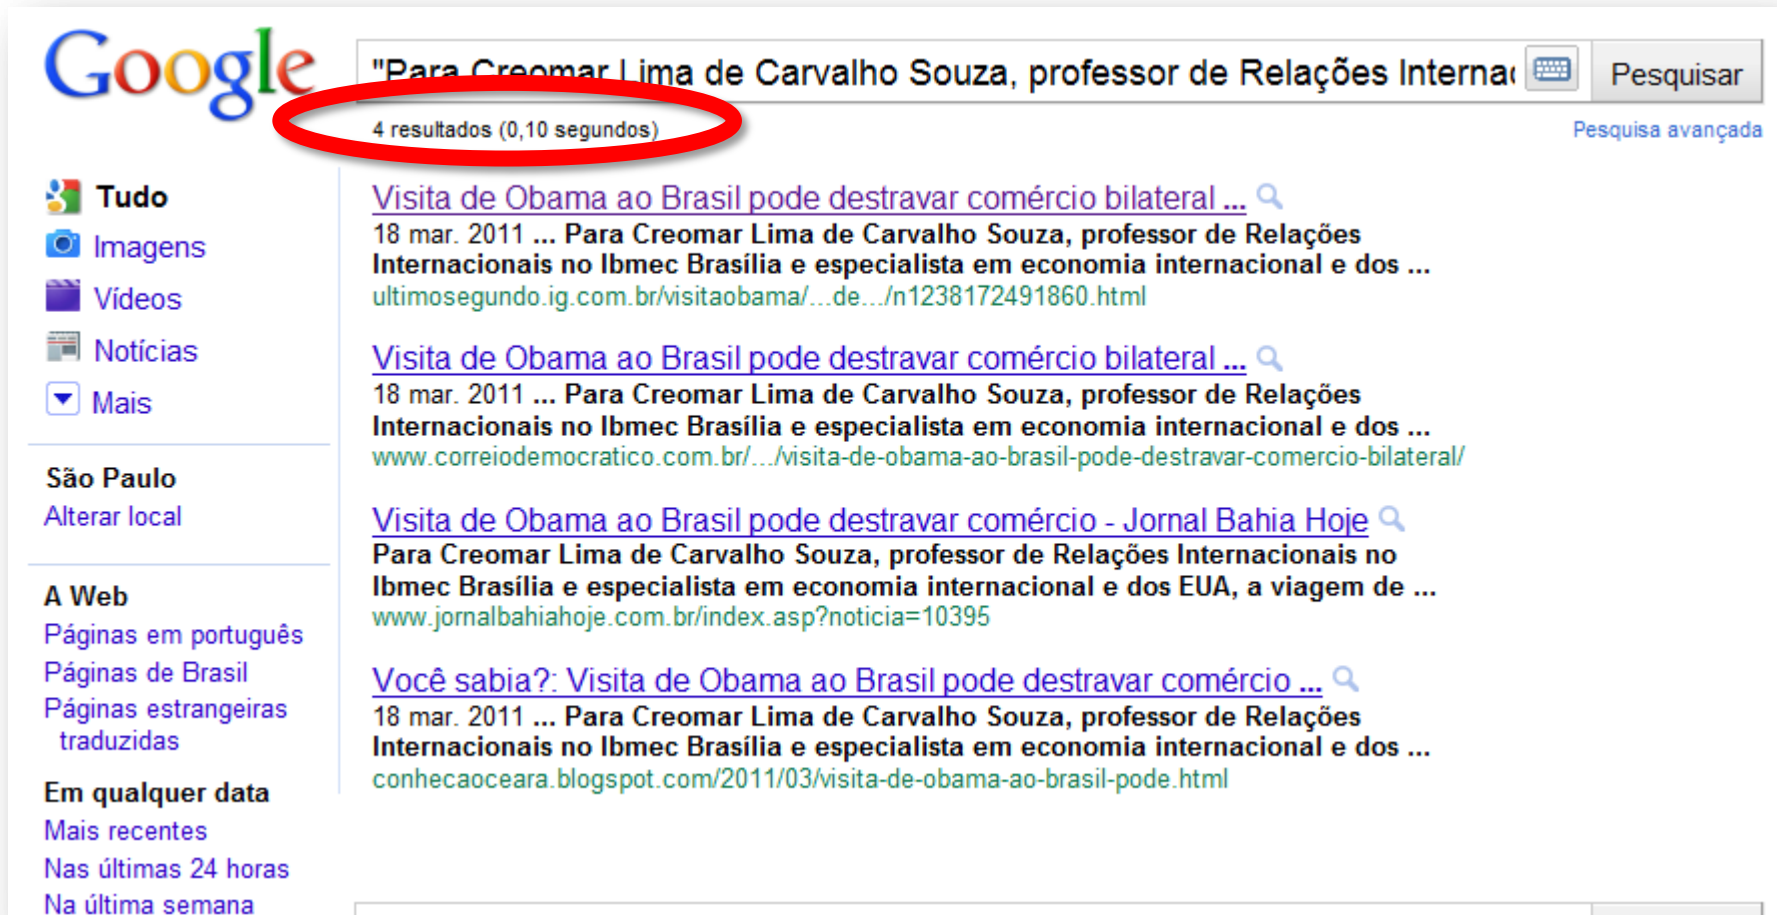 Google
"Para Creomar Lima de Carvalho Souza, professor de Relações Interna
Pesquisar
4 resultados (0,10 segundos)
Pesquisa avançada
Tudo
Imagens
Vídeos
Notícias
Mais
São Paulo
Alterar local
A Web
Páginas em português
Páginas de Brasil
Páginas estrangeiras
traduzidas
Em qualquer data
Mais recentes
Nas últimas 24 horas
Na última semana
Visita de Obama ao Brasil pode destravar comércio bilateral ...
18 mar. 2011 ... Para Creomar Lima de Carvalho Souza, professor de Relações
Internacionais no Ibmec Brasília e especialista em economia internacional e dos ...
ultimosegundo.ig.com.br/visitaobama/...de.../n1238172491860.html
Visita de Obama ao Brasil pode destravar comércio bilateral ...
18 mar. 2011 ... Para Creomar Lima de Carvalho Souza, professor de Relações
Internacionais no Ibmec Brasília e especialista em economia internacional e dos ...
www.correiodemocratico.com.br/.../visita-de-obama-ao-brasil-pode-destravar-comercio-bilateral/
Visita de Obama ao Brasil pode destravar comércio - Jornal Bahia Hoje
Para Creomar Lima de Carvalho Souza, professor de Relações Internacionais no
Ibmec Brasília e especialista em economia internacional e dos EUA, a viagem de ...
www.jornalbahiahoje.com.br/index.asp?noticia=10395
Você sabia?: Visita de Obama ao Brasil pode destravar comércio ...
18 mar. 2011 ... Para Creomar Lima de Carvalho Souza, professor de Relações
Internacionais no Ibmec Brasília e especialista em economia internacional e dos ...
conhecaoceara.blogspot.com/2011/03/visita-de-obama-ao-brasil-pode.html